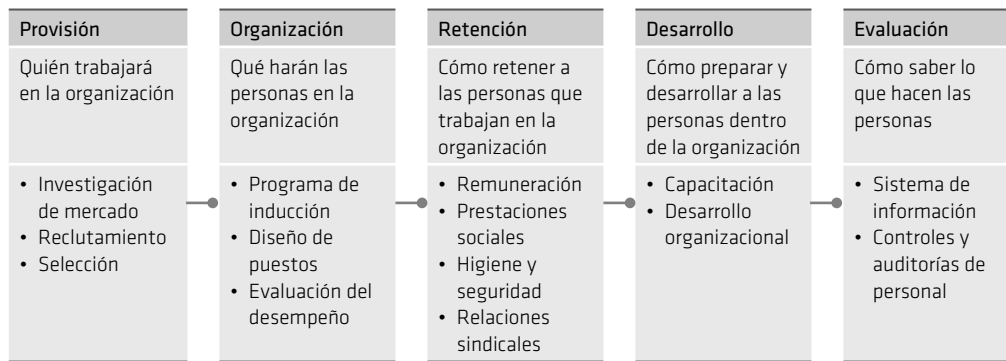 Provisión
Quién trabajará
en la organización
• Investigación
de mercado
• Reclutamiento
• Selección
Organización
Qué harán las
personas en la
organización
• Programa de
inducción
• Diseño de
puestos
• Evaluación del
desempeño
Retención
Cómo retener a
las personas que
trabajan en la
organización
• Remuneración
• Prestaciones
sociales
• Higiene y
seguridad
• Relaciones
sindicales
Desarrollo
Cómo preparar y
desarrollar a las
personas dentro
de la organización
• Capacitación
• Desarrollo
organizacional
Evaluación
Cómo saber lo
que hacen las
personas
• Sistema de
información
• Controles y
auditorías de
personal